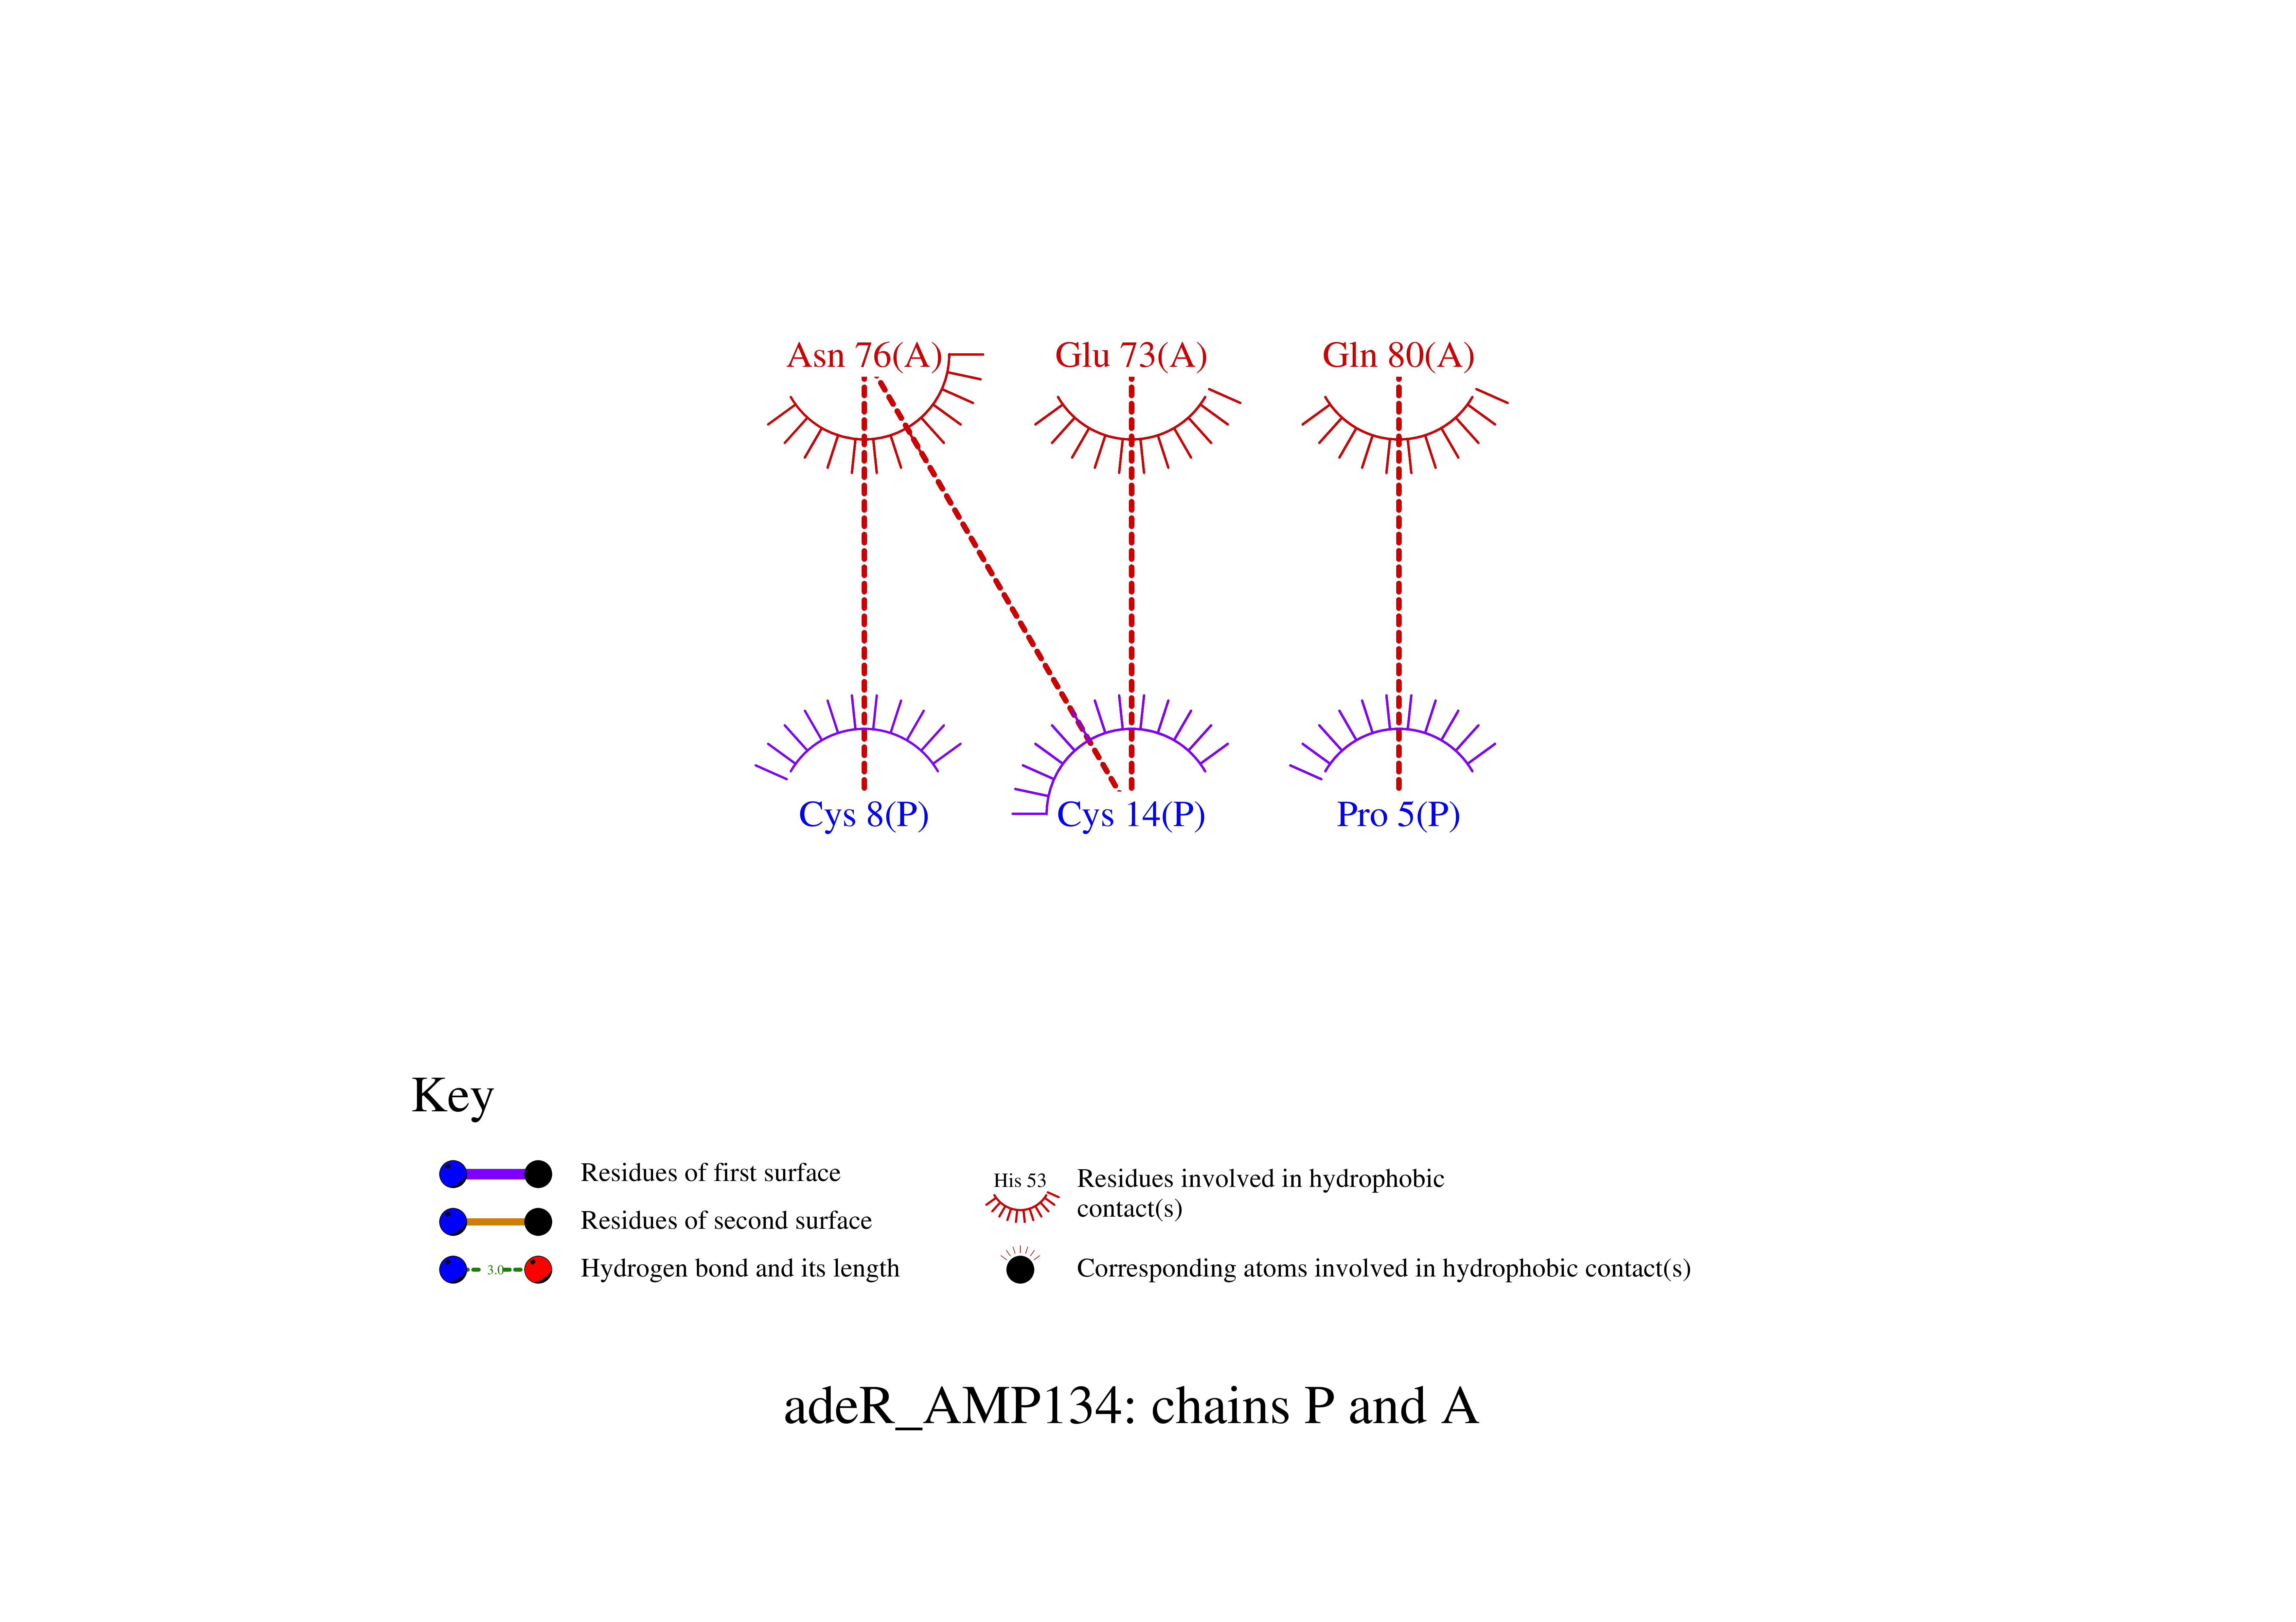 Asn 76(A) Glu 73(A) Gln 80(A)
Cys 8(P) Cys 14(P) Pro 5(P)
Key
Residues of first surface
Residues of second surface
3.0 Hydrogen bond and its length
His 53 Residues involved in hydrophobic
contact(s)
Corresponding atoms involved in hydrophobic contact(s)
adeR_AMP134: chains P and A